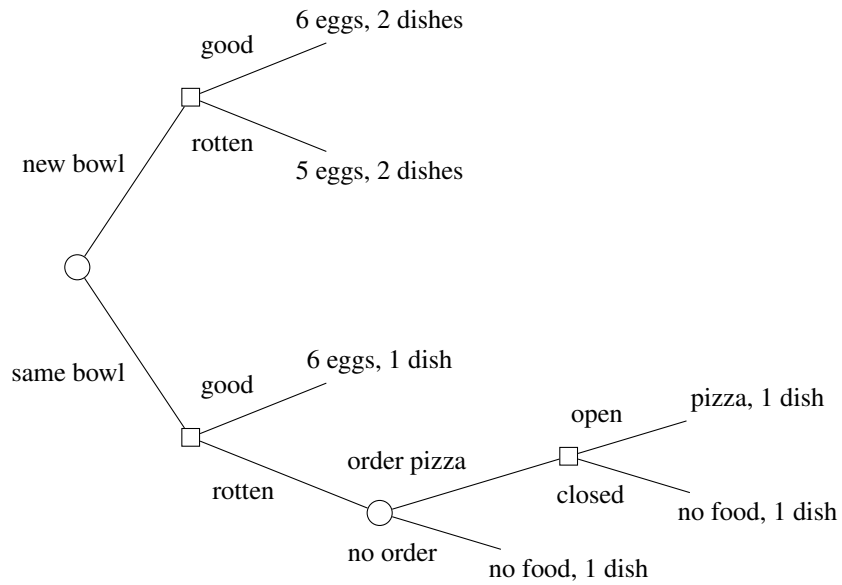 6 eggs, 2 dishes
good
rotten
new bowl
5 eggs, 2 dishes
6 eggs, 1 dish
same bowl
good
pizza, 1 dish
open
order pizza
rotten
closed
no food, 1 dish
no order
no food, 1 dish